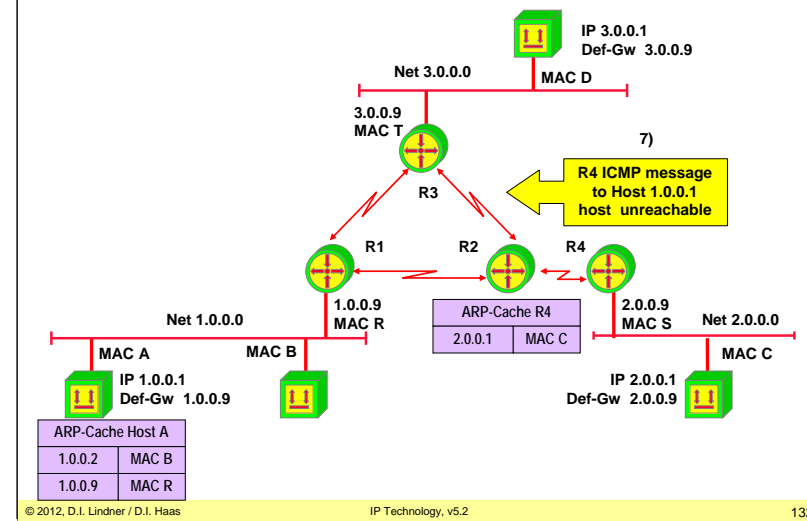 IP 3.0.0.1
Def-Gw 3.0.0.9
Net 3.0.0.0
MAC D
3.0.0.9
MAC T
7)
R4 ICMP message
to Host 1.0.0.1
host unreachable
R3
R1
R2
R4
1.0.0.9
MAC R
ARP-Cache R4
2.0.0.1 MAC C
2.0.0.9
MAC S
Net 2.0.0.0
Net 1.0.0.0
MAC A
MAC B
MAC C
IP 1.0.0.1
Def-Gw 1.0.0.9
IP 2.0.0.1
Def-Gw 2.0.0.9
ARP-Cache Host A
1.0.0.2 MAC B
1.0.0.9 MAC R
© 2012, D.I. Lindner / D.I. Haas
IP Technology, v5.2